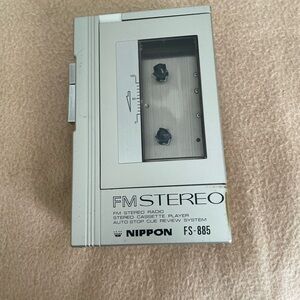 FM STEREO
FM STEREO RADIO
STEREO CASSETTE PLAYER
AUTO STOP CUE REVIEW SYSTEM
NIPPON FS-885